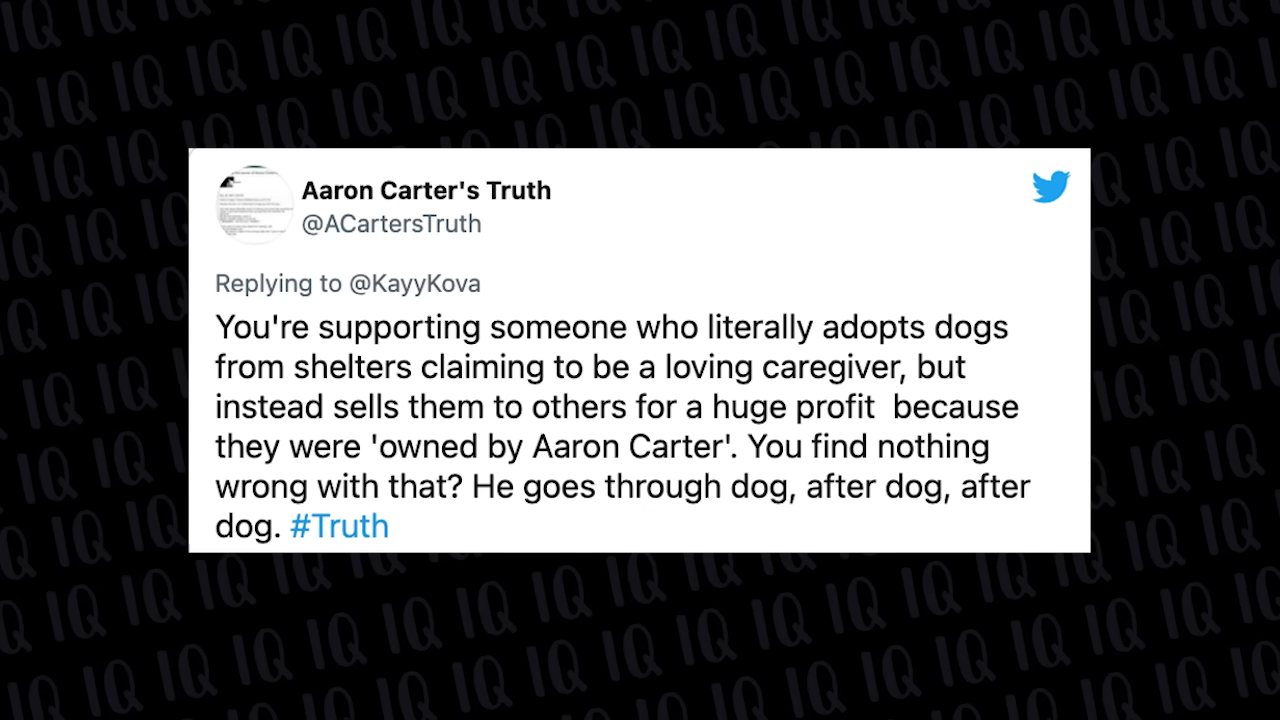 Aaron Carter's Truth
@ACartersTruth
Replying to @KayyKova
You're supporting someone who literally adopts dogs
from shelters claiming to be a loving caregiver, but
instead sells them to others for a huge profit  because
they were 'owned by Aaron Carter'. You find nothing
wrong with that? He goes through dog, after dog, after
dog. #Truth